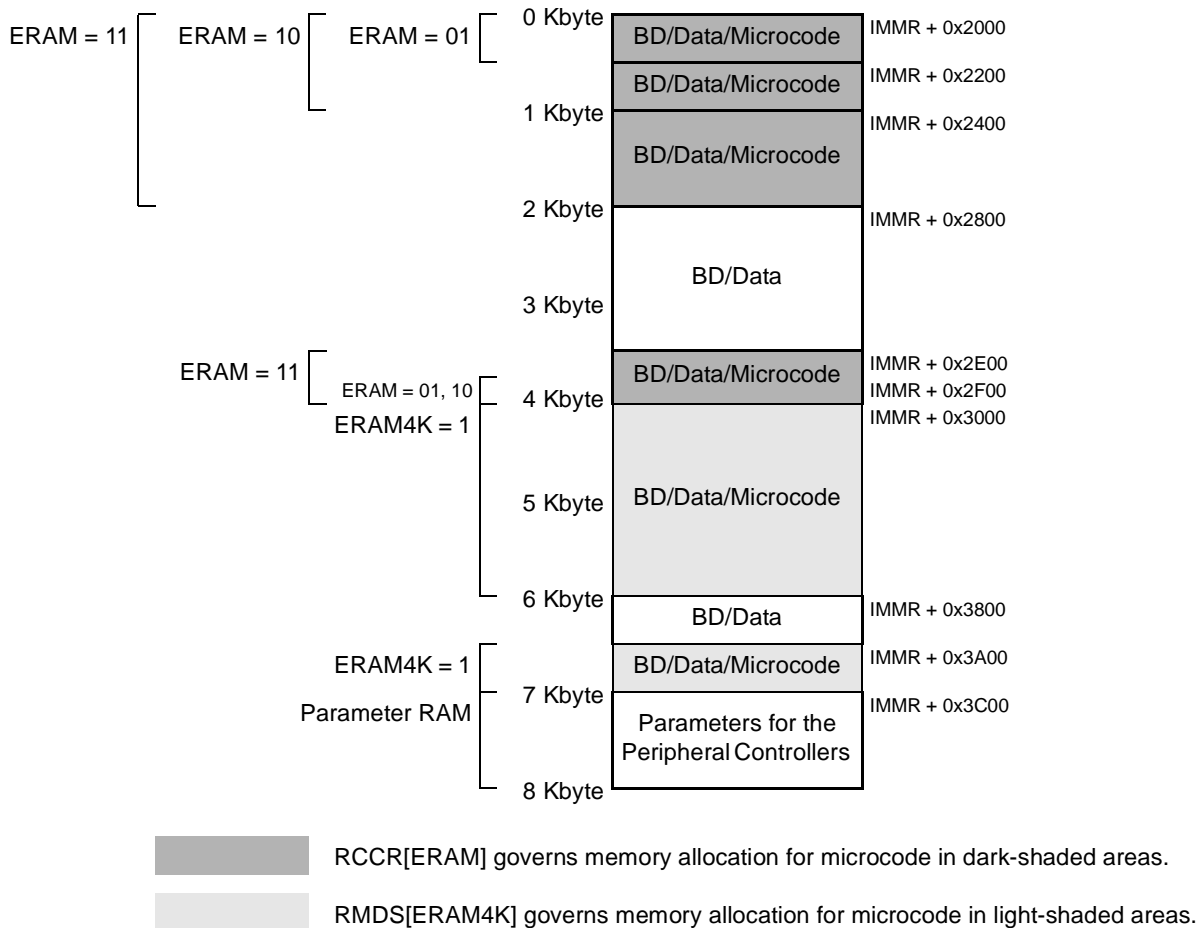 0 Kbyte
ERAM = 11 ERAM = 10 ERAM = 01 BD/Data/Microcode IMMR + 0x2000
BD/Data/Microcode IMMR + 0x2200
1 Kbyte IMMR + 0x2400
BD/Data/Microcode
2 Kbyte IMMR + 0x2800
BD/Data
3 Kbyte
ERAM = 11 BD/Data/Microcode IMMR + 0x2E00
ERAM = 01, 10 IMMR + 0x2F00
4 Kbyte
ERAM4K = 1 IMMR + 0x3000
5 Kbyte BD/Data/Microcode
6 Kbyte IMMR + 0x3800
BD/Data
ERAM4K = 1 BD/Data/Microcode IMMR + 0x3A00
7 Kbyte IMMR + 0x3C00
Parameter RAM Parameters for the
Peripheral Controllers
8 Kbyte
RCCR[ERAM] governs memory allocation for microcode in dark-shaded areas.
RMDS[ERAM4K] governs memory allocation for microcode in light-shaded areas.